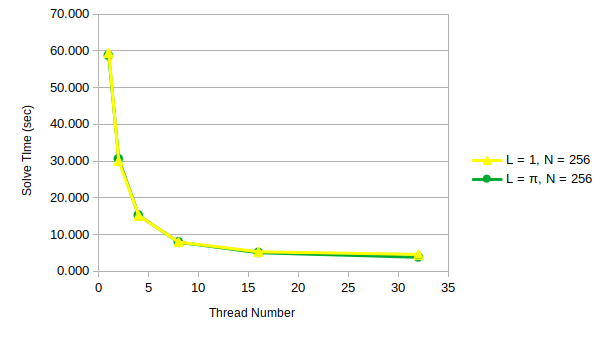 70.000
60.000
50.000
40.000
30.000
20.000
10.000
0.000
0 5 10 15 20 25 30 35
Solve TIme (sec)
Thread Number
L = 1, N = 256
L = π, N = 256